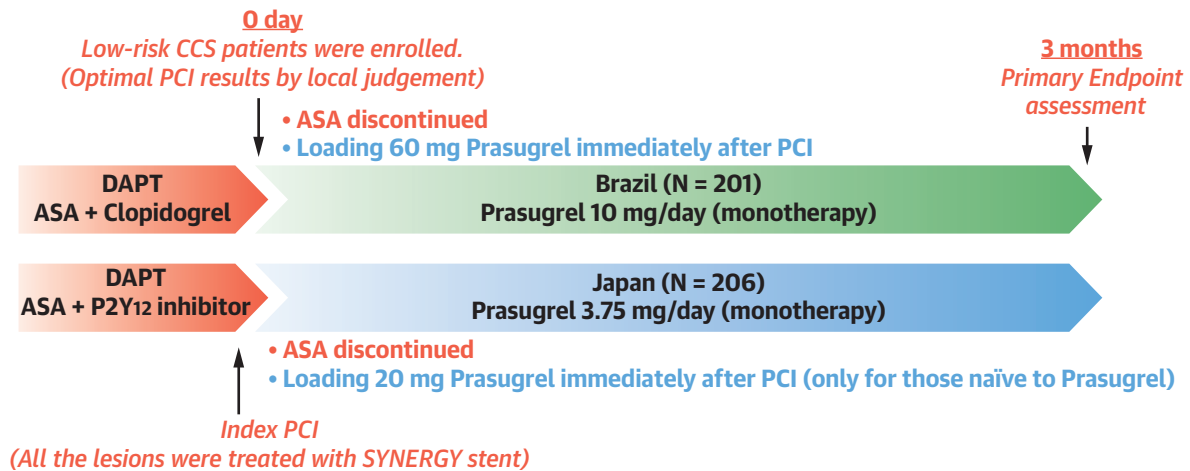 0 day
Low-risk CCS patients were enrolled.
(Optimal PCI results by local judgement)
3 months
Primary Endpoint
assessment
• ASA discontinued
• Loading 60 mg Prasugrel immediately after PCI
DAPT
ASA + Clopidogrel
Brazil (N = 201)
Prasugrel 10 mg/day (monotherapy)
DAPT
ASA + P2Y12 inhibitor
Japan (N = 206)
Prasugrel 3.75 mg/day (monotherapy)
• ASA discontinued
• Loading 20 mg Prasugrel immediately after PCI (only for those naïve to Prasugrel)
Index PCI
(All the lesions were treated with SYNERGY stent)